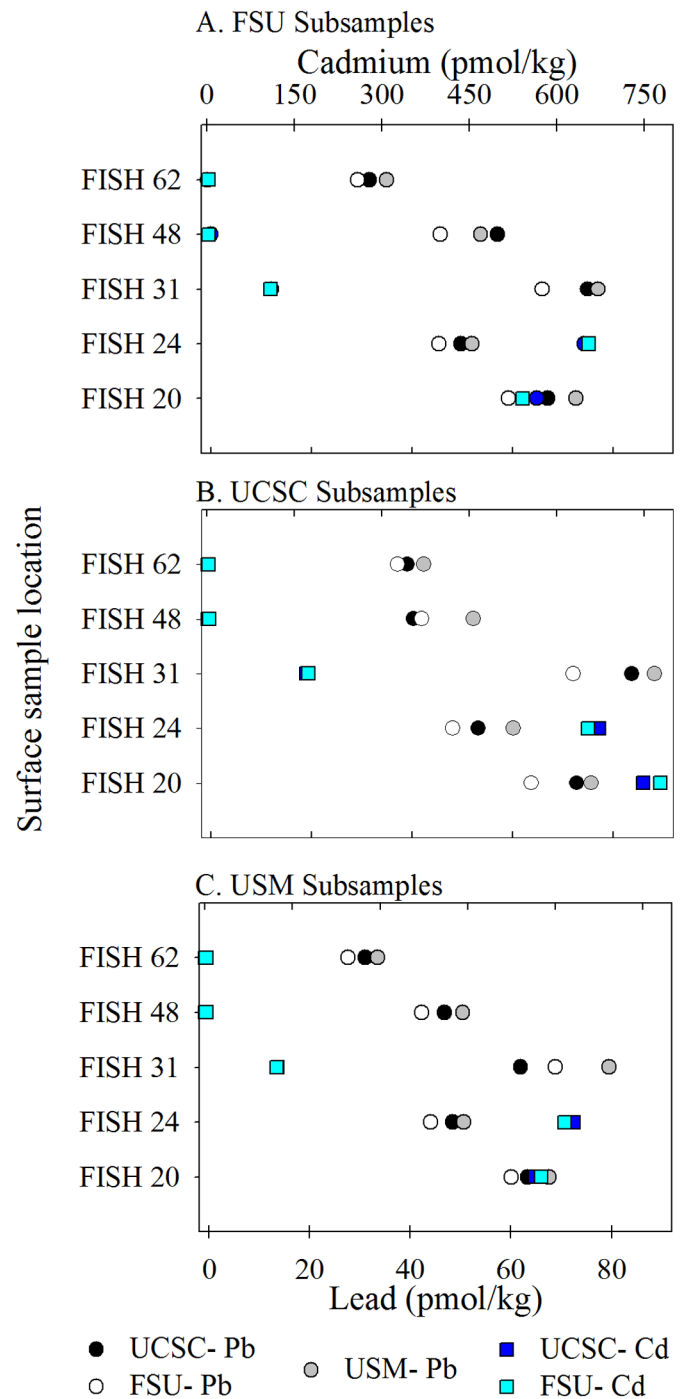 A. FSU Subsamples
Cadmium (pmol/kg)
0 150 300 450 600 750
FISH 62
FISH 48
FISH 31
FISH 24
FISH 20
B. UCSC Subsamples
FISH 62
FISH 48
FISH 31
FISH 24
FISH 20
Surface sample location
C. USM Subsamples
FISH 62
FISH 48
FISH 31
FISH 24
FISH 20
0 20 40 60 80
Lead (pmol/kg)
UCSC- Pb
FSU- Pb
USM- Pb
UCSC- Cd
FSU- Cd